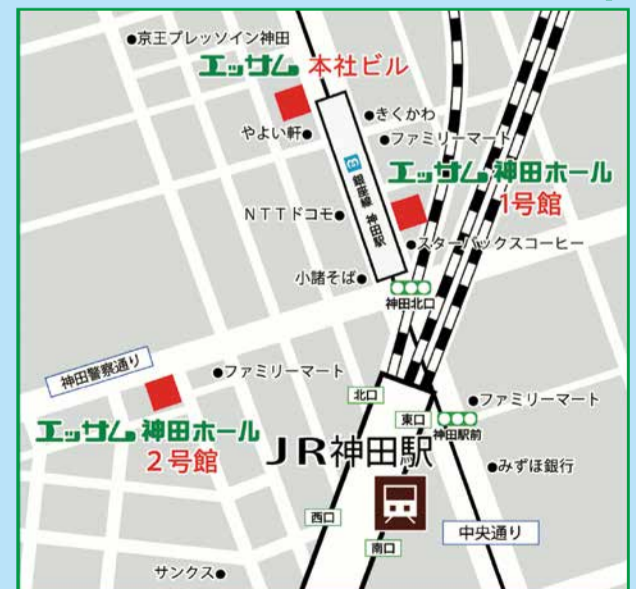 京王プレッソイン神田
エッサム 本社ビル
きくかわ
やよい軒
ファミリーマート
エッサム 神田ホール
1号館
銀座線 神田駅
NTTドコモ
スターバックスコーヒー
小諸そば
神田北口
神田警察通り
ファミリーマート
北口
ファミリーマート
東口
エッサム 神田ホール
2号館
神田駅前
JR神田駅
みずほ銀行
西口
中央通り
南口
サンクス